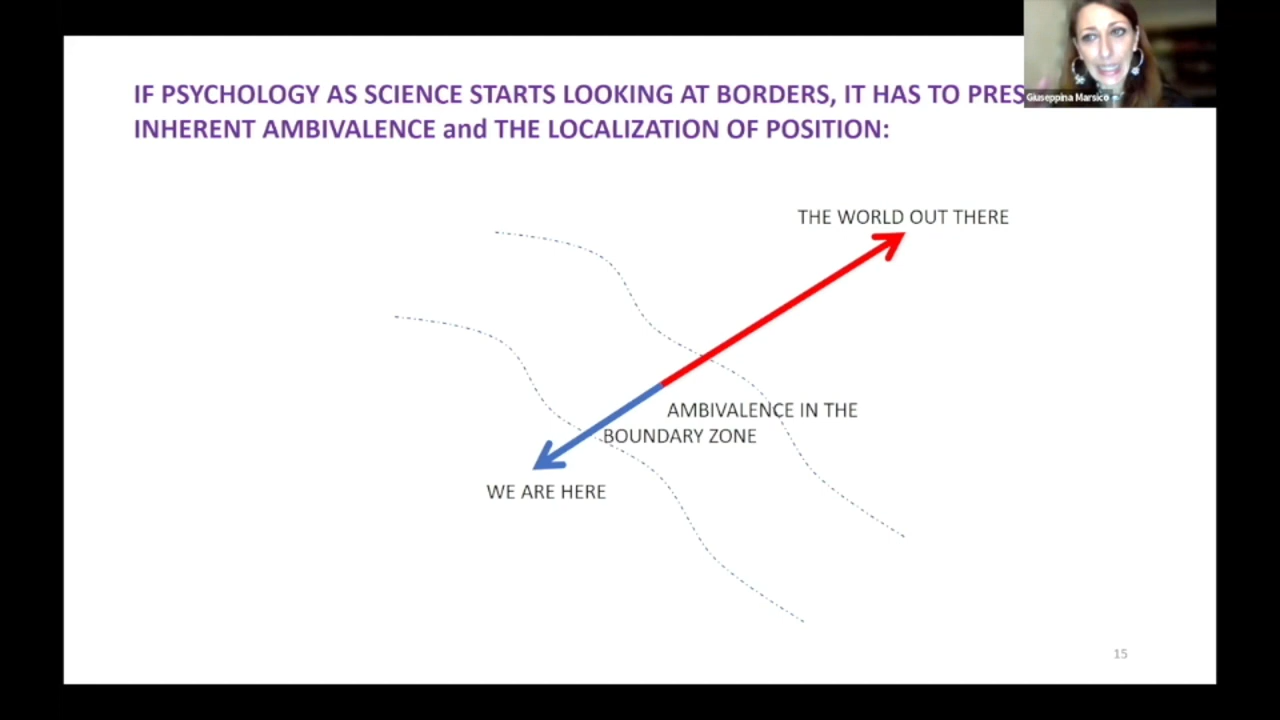 IF PSYCHOLOGY AS SCIENCE STARTS LOOKING AT BORDERS, IT HAS TO PRES
Giuseppina Marsico
INHERENT AMBIVALENCE and THE LOCALIZATION OF POSITION:
THE WORLD OUT THERE
AMBIVALENCE IN THE
BOUNDARY ZONE
WE ARE HERE
15